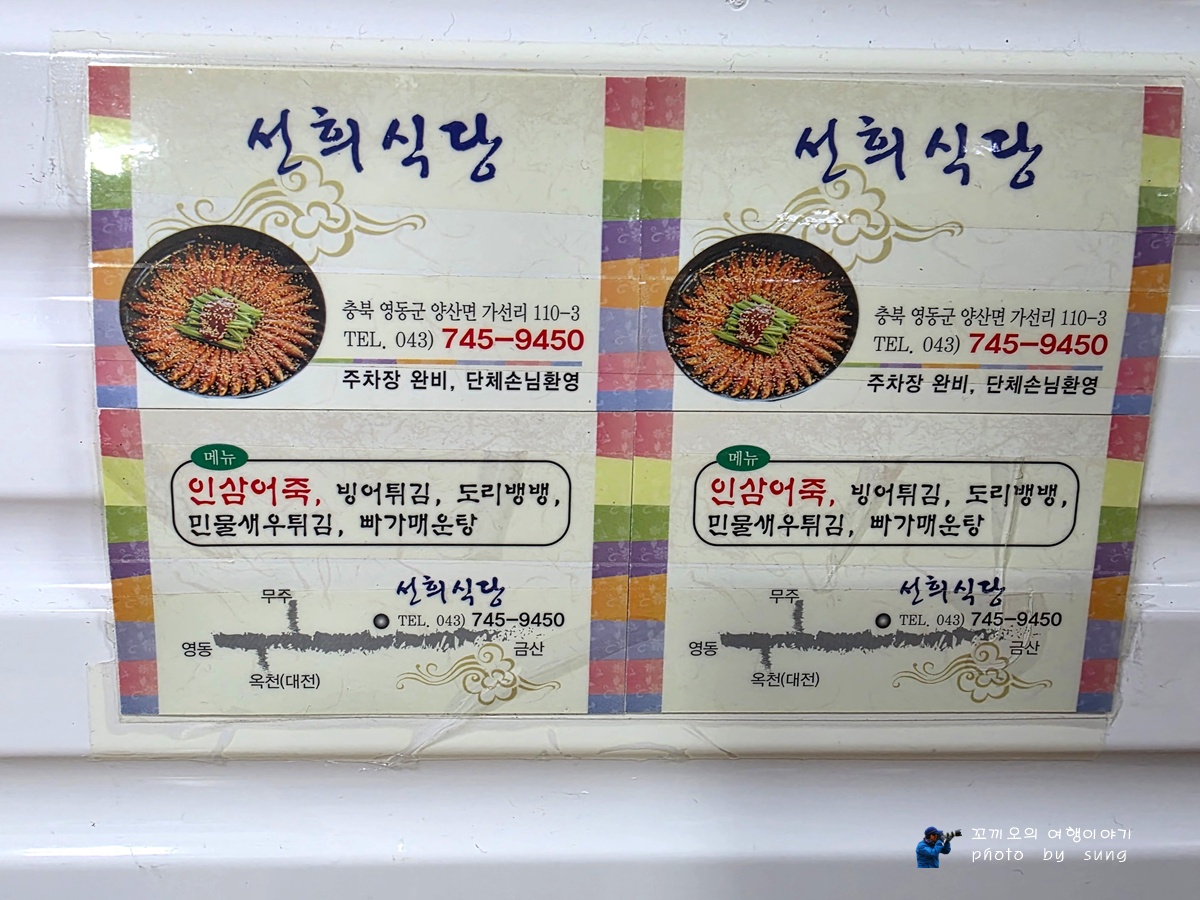 선희식당
충북 영동군 양산면 가선리 110-3
TEL. 043) 745-9450
주차장 완비, 단체손님환영
선희식당
충북 영동군 양산면 가선리 110-3
TEL. 043) 745-9450
주차장 완비, 단체손님환영
메뉴
인삼어죽, 빙어튀김, 도리뱅뱅,
민물새우튀김, 빠가매운탕
선희식당
TEL. 043) 745-9450
무주
영동
금산
옥천(대전)
메뉴
인삼어죽, 빙어튀김, 도리뱅뱅,
민물새우튀김, 빠가매운탕
선희식당
TEL. 043) 745-9450
무주
영동
금산
옥천(대전)
꼬끼오의 여행이야기
photo by sung